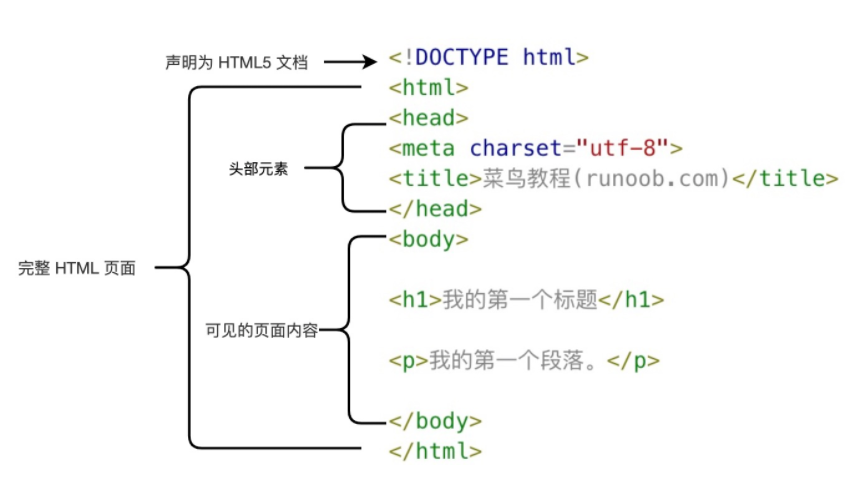 声明为 HTML5 文档
<!DOCTYPE html>
<html>
<head>
<meta charset="utf-8">
头部元素
<title>菜鸟教程(runoob.com)</title>
</head>
<body>
完整 HTML 页面
<h1>我的第一个标题</h1>
可见的页面内容
<p>我的第一个段落。</p>
</body>
</html>